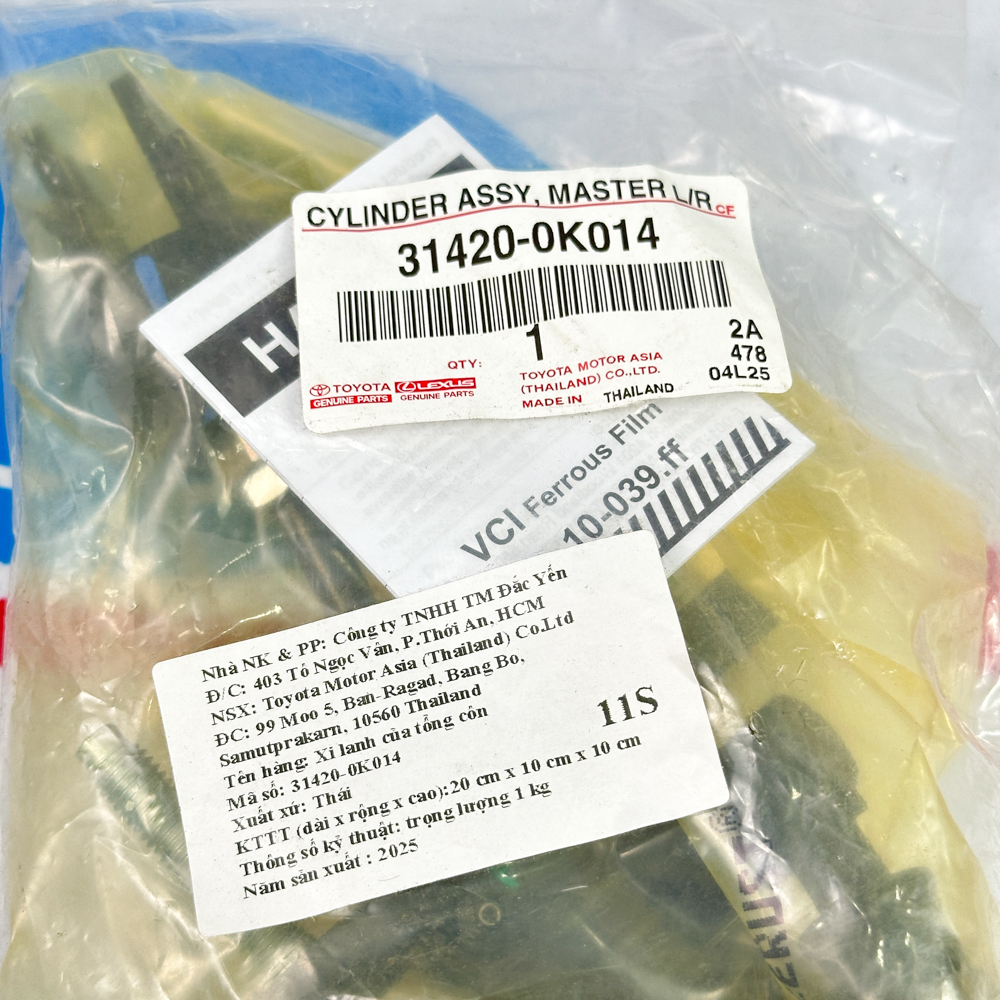 CYLINDER ASSY, MASTER L/R CF
31420-0K014
QTY: 1
2A
478
04L25
TOYOTA
GENUINE PARTS
LEXUS
GENUINE PARTS
TOYOTA MOTOR ASIA
(THAILAND) CO.,LTD.
MADE IN THAILAND
VCI Ferrous Film
10-039.ff
Nhà NK & PP: Công ty TNHH TM Đắc Yến
Đ/C: 403 Tô Ngọc Vân, P.Thới An, HCM
NSX: Toyota Motor Asia (Thailand) Co.Ltd
ĐC: 99 Moo 5, Ban-Ragad, Bang Bo,
Samutprakarn, 10560 Thailand
Tên hàng: Xi lanh của tổng côn
Mã số: 31420-0K014
Xuất xứ: Thái
KTTT (dài x rộng x cao):20 cm x 10 cm x 10 cm
Thông số kỹ thuật: trọng lượng 1 kg
Năm sản xuất : 2025
11S